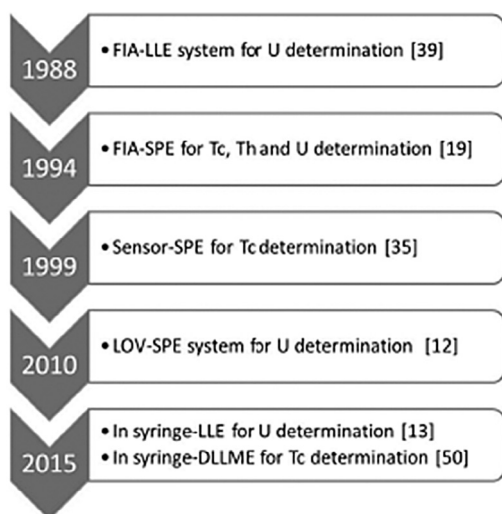 1988
• FIA-LLE system for U determination [39]
1994
• FIA-SPE for Tc, Th and U determination [19]
1999
• Sensor-SPE for Tc determination [35]
2010
• LOV-SPE system for U determination [12]
2015
• In syringe-LLE for U determination [13]
• In syringe-DLLME for Tc determination [50]